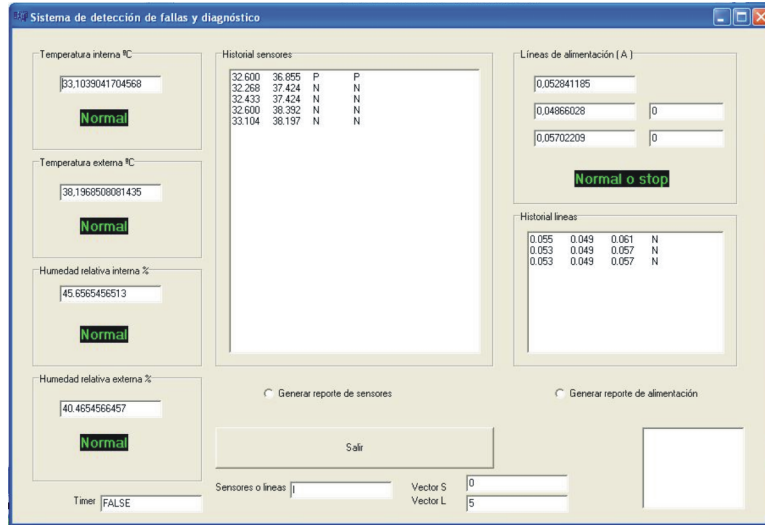 Sistema de detección de fallas y diagnóstico
Temperatura interna ºC
33,1039041704568
Normal
Temperatura externa ºC
38,1968508081435
Normal
Humedad relativa interna %
45.6565456513
Normal
Humedad relativa externa %
40.4654566457
Normal
Timer FALSE
Historial sensores
32.600 36.855 P P
32.268 37.424 N N
32.433 37.424 N N
32.600 38.392 N N
33.104 38.197 N N
Generar reporte de sensores
Salir
Sensores o lineas
Vector S 0
Vector L 5
Líneas de alimentación ( A )
0,052841185
0,04866028 0
0,05702209 0
Normal o stop
Historial lineas
0.055 0.049 0.061 N
0.053 0.049 0.057 N
0.053 0.049 0.057 N
Generar reporte de alimentación